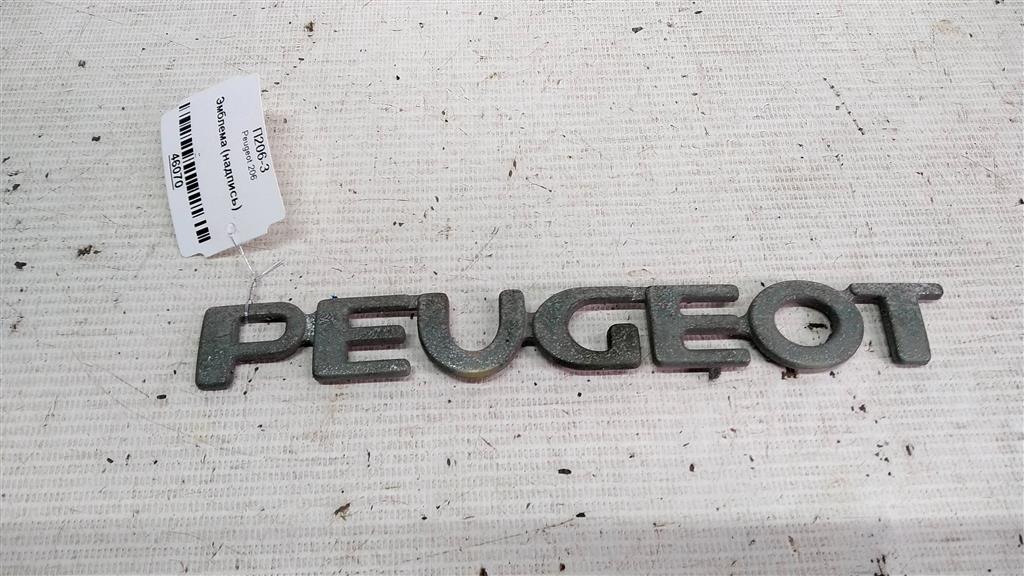 П206-3
Peugeot 206
Эмблема (надпись)
46070
PEUGEOT